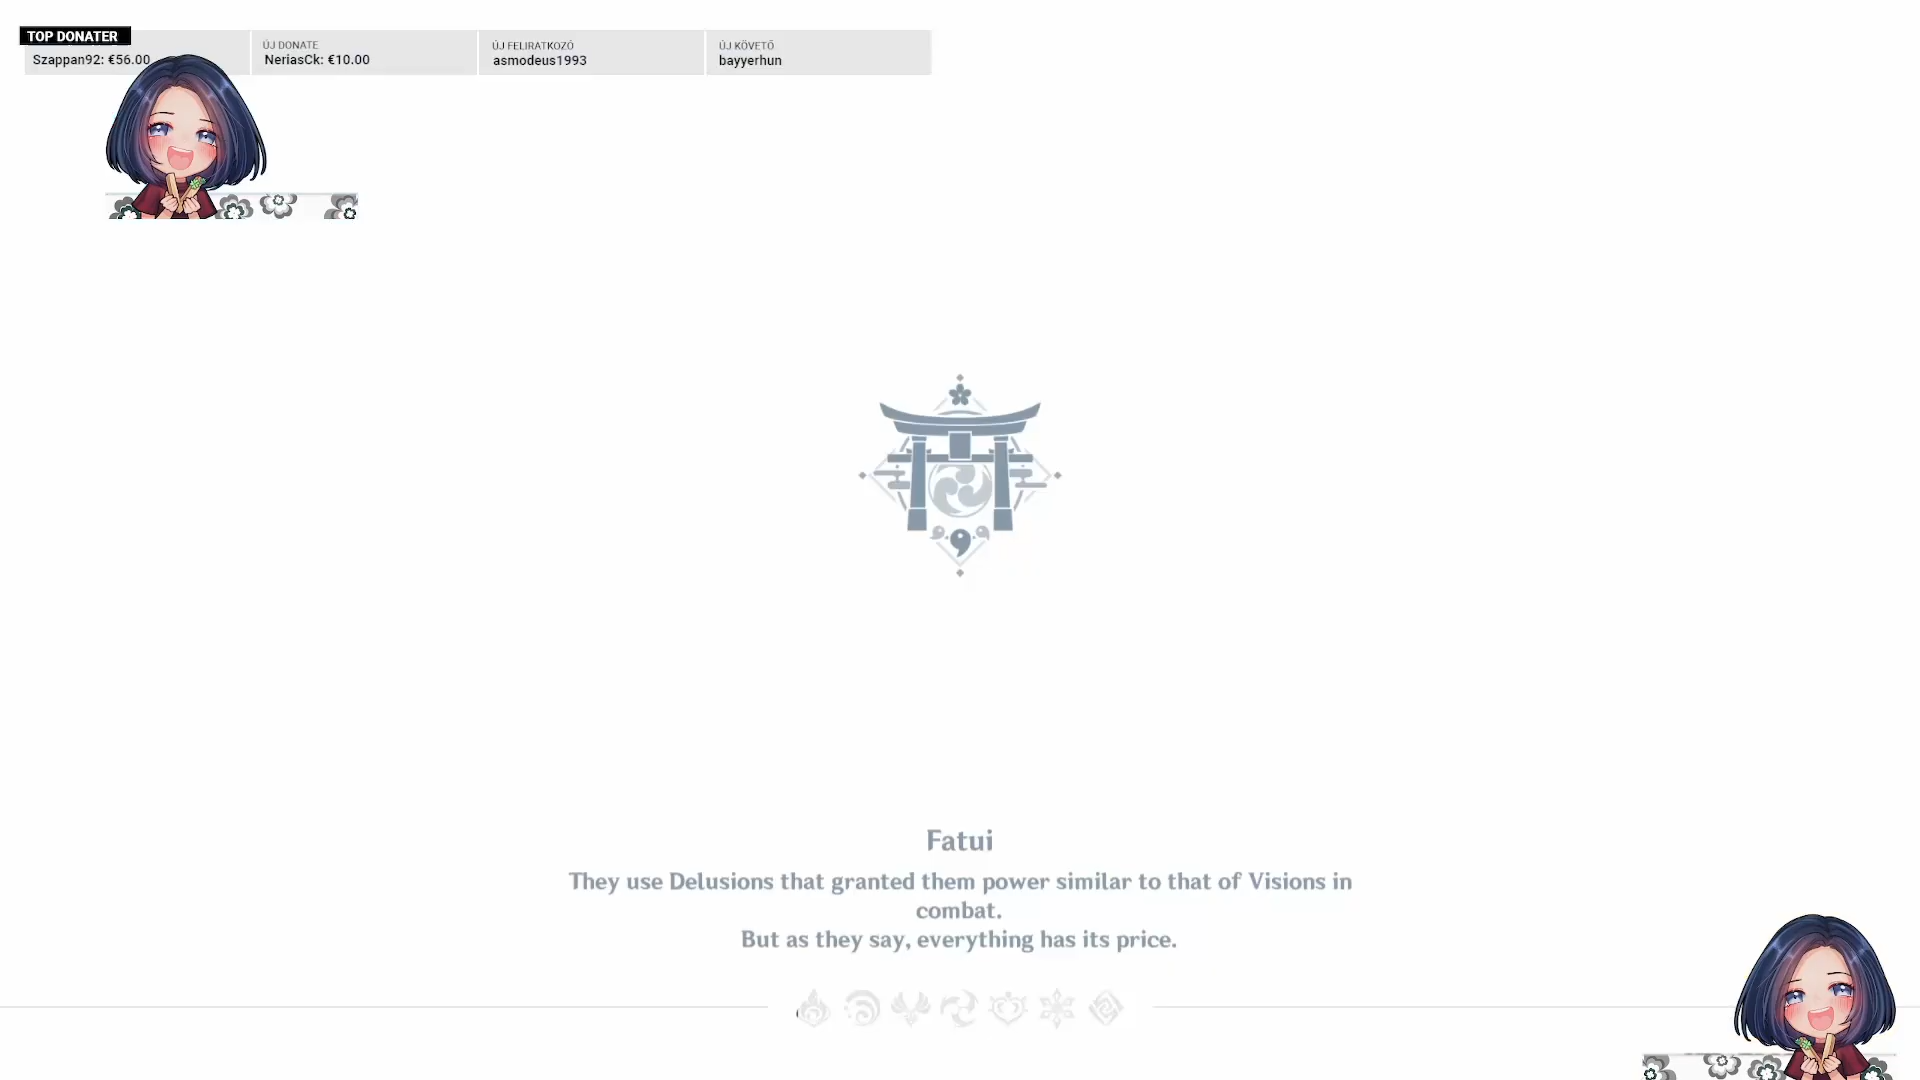 TOP DONATER
Szappan92: €56.00
ÚJ DONATE
NeriasCk: €10.00
ÚJ FELIRATKOZÓ
asmodeus1993
ÚJ KÖVETŐ
bayyerhun
Fatui
They use Delusions that granted them power similar to that of Visions in
combat.
But as they say, everything has its price.